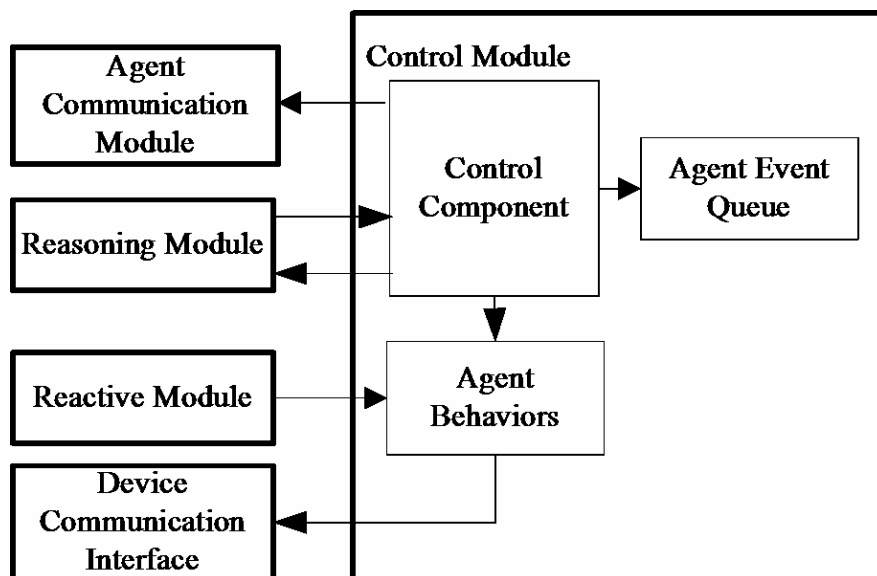 Agent
Communication
Module
Control Module
Control
Component
Agent Event
Queue
Reasoning Module
Reactive Module
Agent
Behaviors
Device
Communication
Interface